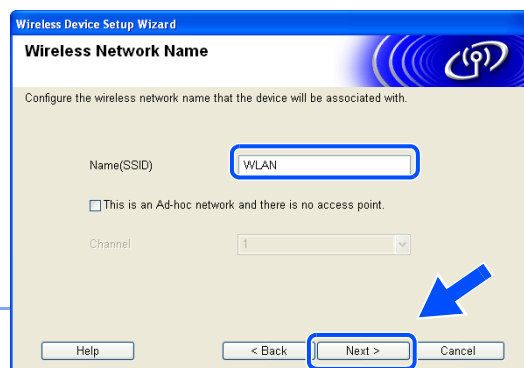 Wireless Device Setup Wizard
Wireless Network Name
Configure the wireless network name that the device will be associated with.
Name(SSID) WLAN
This is an Ad-hoc network and there is no access point.
Channel 1
Help < Back Next > Cancel